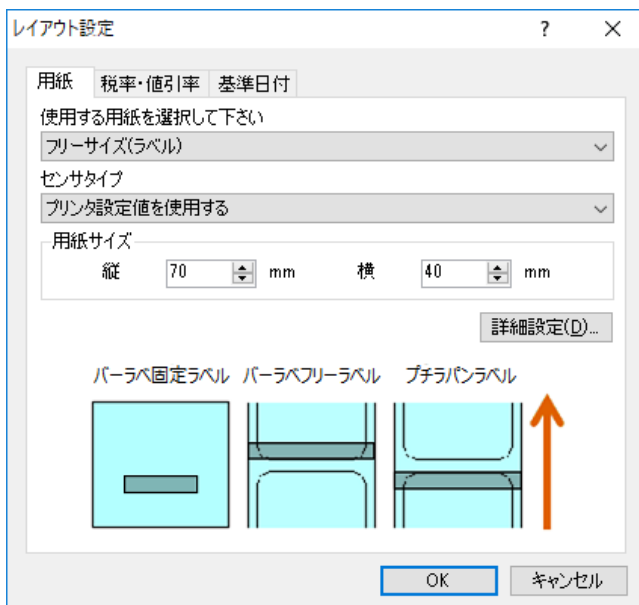 レイアウト設定 ?
用紙 税率・値引率 基準日付
使用する用紙を選択して下さい
フリーサイズ(ラベル)
センサタイプ
プリンタ設定値を使用する
用紙サイズ
縦 70 mm 横 40 mm
詳細設定(D)...
バーラベ固定ラベル バーラベフリーラベル プチラパンラベル
OK キャンセル